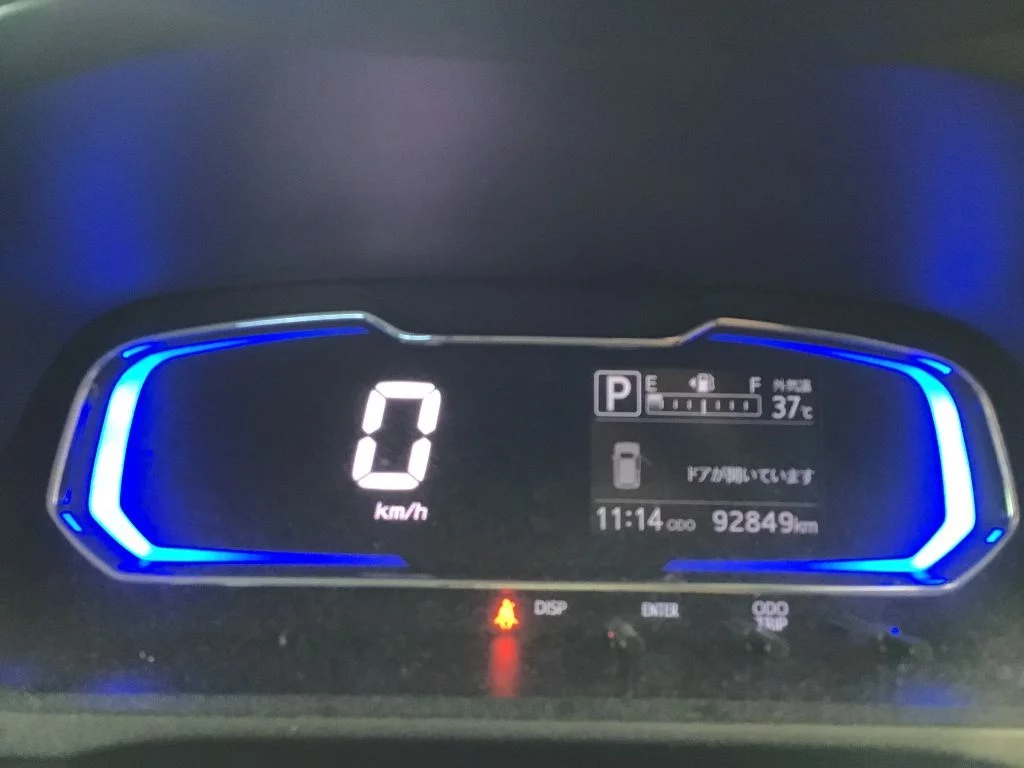 0
km/h
P E F 外気温
37℃
ドアが開いています
11:14 ODO 92849km
DISP ENTER ODO
TRIP